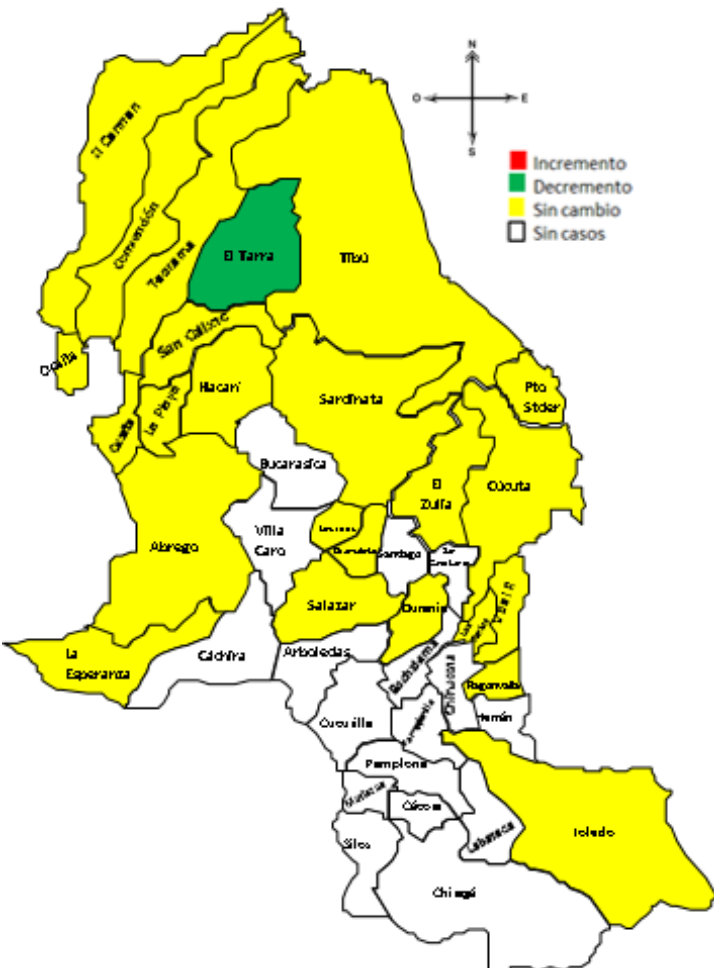 N
O
E
S
Incremento
Decremento
Sin cambio
Sin casos
El Carmen
Convención
Teorama
El Tarra
Tibú
San Calixto
Hacarí
La Playa
Sardinata
Pto
Stder
Bucarasica
El
Zulia
Cúcuta
Villa
Caro
Abrego
Santiago
Salazar
Durania
La
Esperanza
Cáchira
Arboledas
Bochalema
Chinacota
Ragonvalia
Cucutilla
Pamplona
Cácota
Silos
Labateca
Toledo
Chitagá